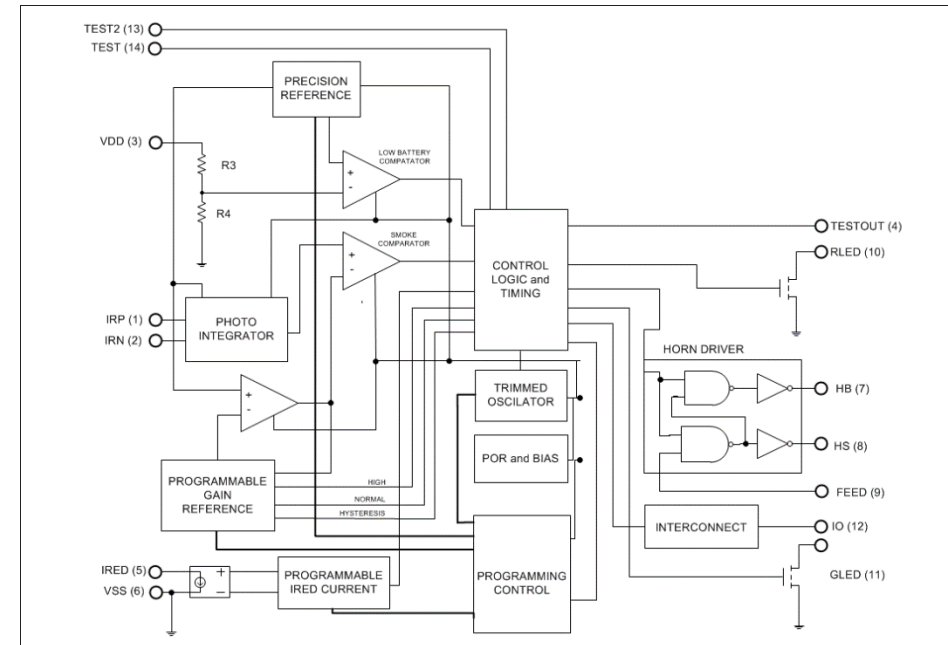 TEST2 (13)
TEST (14)
PRECISION
REFERENCE
VDD (3)
R3
R4
LOW BATTERY
COMPATATOR
+
-
SMOKE
COMPARATOR
+
-
CONTROL
LOGIC and
TIMING
TESTOUT (4)
RLED (10)
IRP (1)
IRN (2)
PHOTO
INTEGRATOR
HORN DRIVER
+
-
TRIMMED
OSCILATOR
HB (7)
POR and BIAS
HS (8)
PROGRAMMABLE
GAIN
REFERENCE
HIGH
NORMAL
HYSTERESIS
FEED (9)
INTERCONNECT
IO (12)
IRED (5)
VSS (6)
+
-
PROGRAMMABLE
IRED CURRENT
PROGRAMMING
CONTROL
GLED (11)